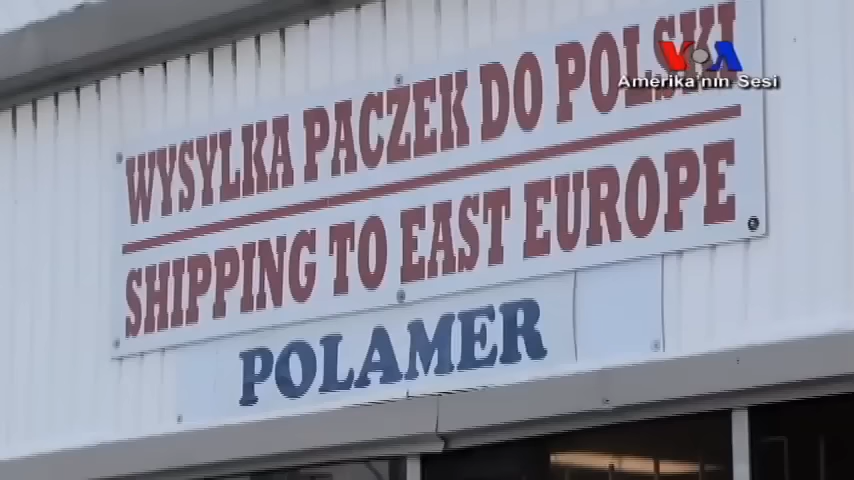 VOA
Amerika'nın Sesi
WYSYLKA PACZEK DO POLSKI
SHIPPING TO EAST EUROPE
POLAMER